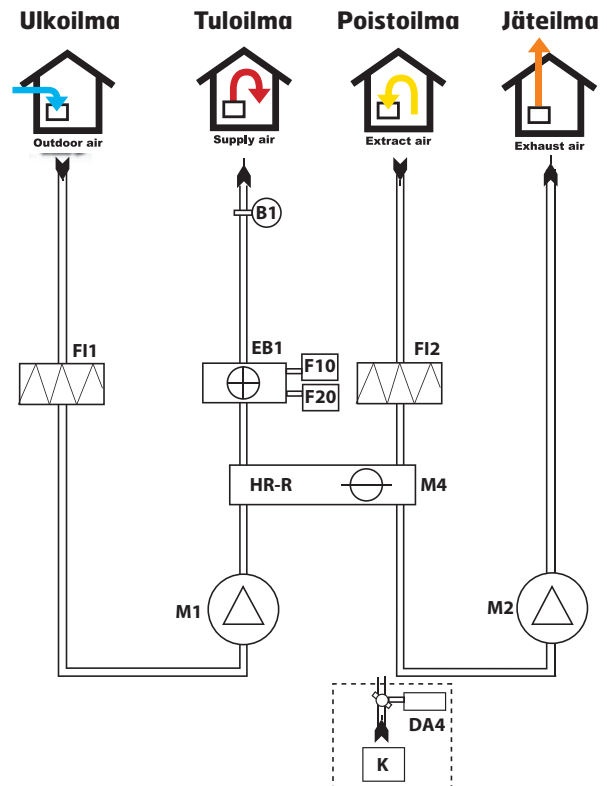 Ulkoilma Tuloilma Poistoilma Jäteilma
Outdoor air Supply air Extract air Exhaust air
B1
FI1 EB1 F10 FI2
F20
HR-R M4
M1 M2
DA4
K